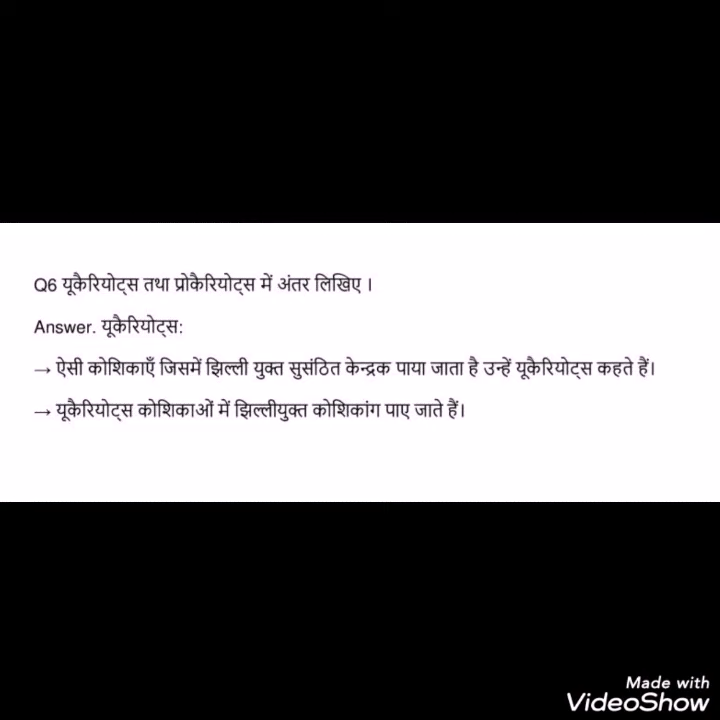 Q6 यूकैरियोट्स तथा प्रोकैरियोट्स में अंतर लिखिए ।
Answer. यूकैरियोट्स:
→ ऐसी कोशिकाएँ जिसमें झिल्ली युक्त सुसंठित केन्द्रक पाया जाता है उन्हें यूकैरियोट्स कहते हैं।
→ यूकैरियोट्स कोशिकाओं में झिल्लीयुक्त कोशिकांग पाए जाते हैं।
Made with
VideoShow